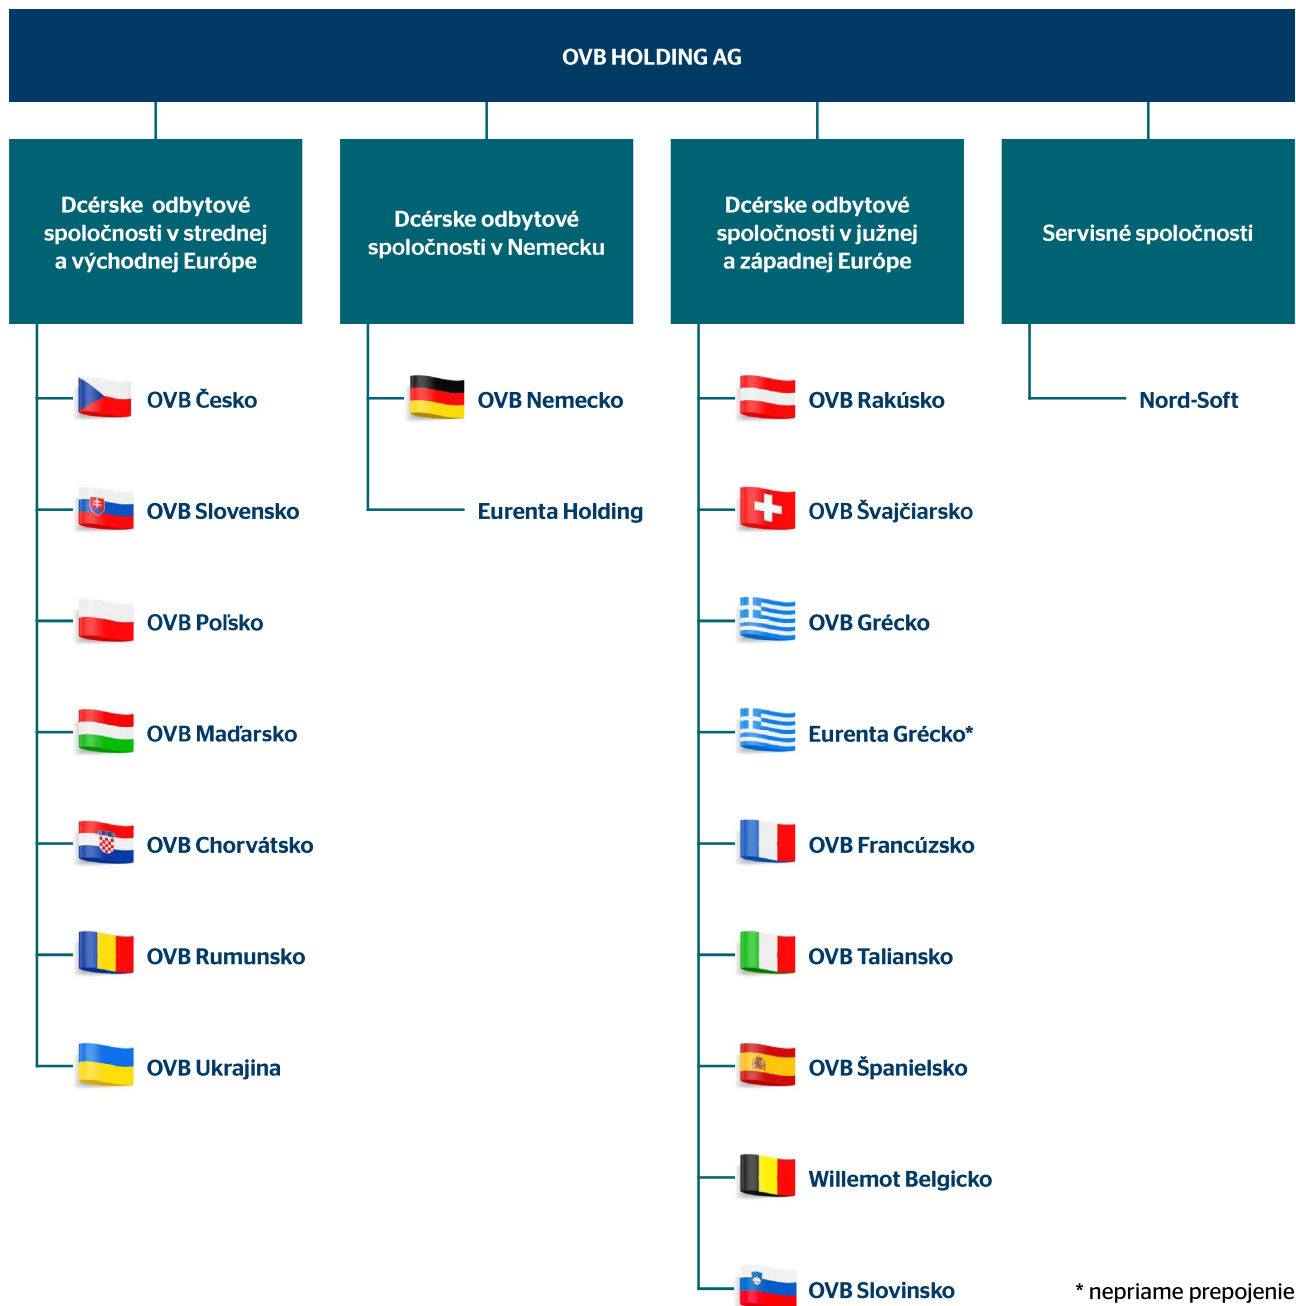 OVB HOLDING AG
Dcérske odbytové
spoločnosti v strednej
a východnej Európe
OVB Česko
OVB Slovensko
OVB Poľsko
OVB Maďarsko
OVB Chorvátsko
OVB Rumunsko
OVB Ukrajina
Dcérske odbytové
spoločnosti v Nemecku
OVB Nemecko
Eurenta Holding
Dcérske odbytové
spoločnosti v južnej
a západnej Európe
OVB Rakúsko
OVB Švajčiarsko
OVB Grécko
Eurenta Grécko*
OVB Francúzsko
OVB Taliansko
OVB Španielsko
Willemot Belgicko
OVB Slovinsko
Servisné spoločnosti
Nord-Soft
* nepriame prepojenie